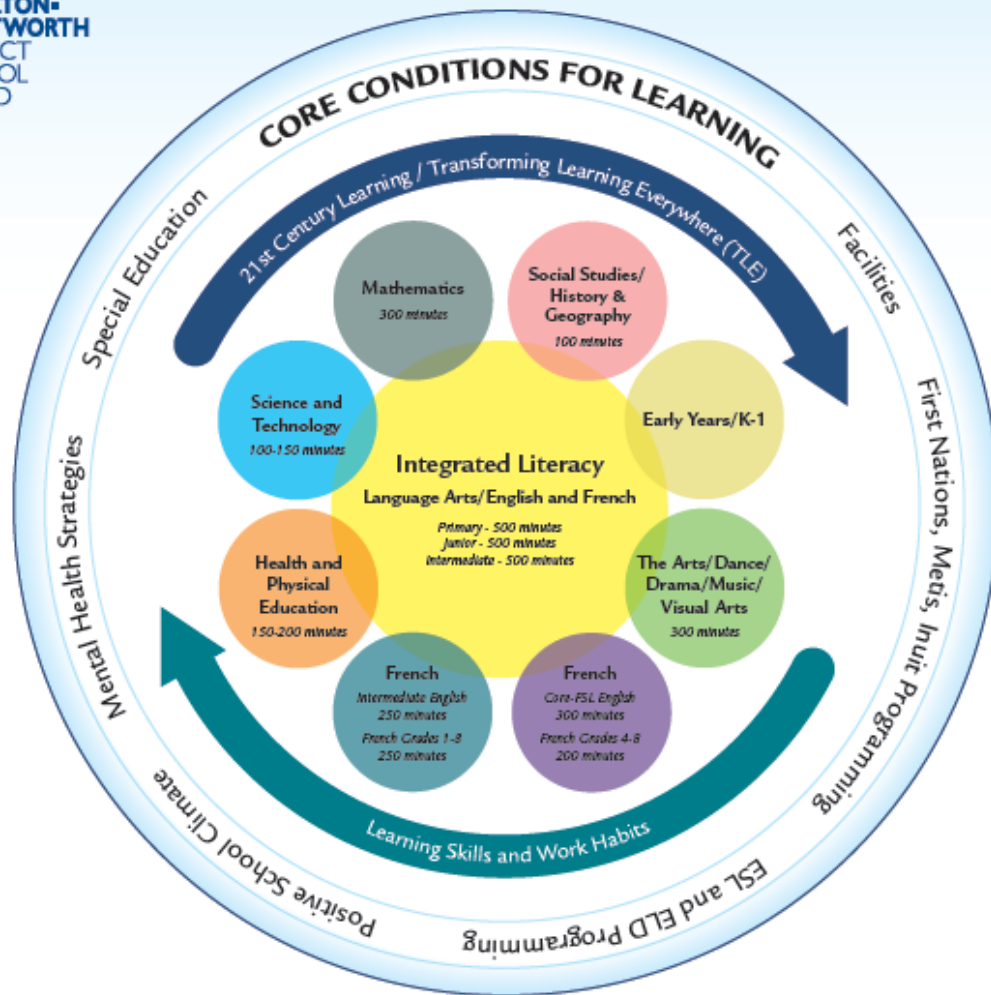 LTON-
TWORTH
CT
OL
D
CORE CONDITIONS FOR LEARNING
21st Century Learning / Transforming Learning Everywhere (TLE)
Special Education
Facilities
Mathematics
300 minutes
Social Studies/
History &
Geography
100 minutes
Science and
Technology
100-150 minutes
Early Years/K-1
Integrated Literacy
Language Arts/English and French
Primary - 500 minutes
Junior - 500 minutes
Intermediate - 500 minutes
Health and
Physical
Education
150-200 minutes
The Arts/Dance/
Drama/Music/
Visual Arts
300 minutes
French
Intermediate English
250 minutes
French Grades 1-8
250 minutes
French
Core-FSL English
300 minutes
French Grades 4-8
200 minutes
Mental Health Strategies
First Nations, Metis, Inuit Programming
Learning Skills and Work Habits
Positive School Climate
ESL and ELD Programming